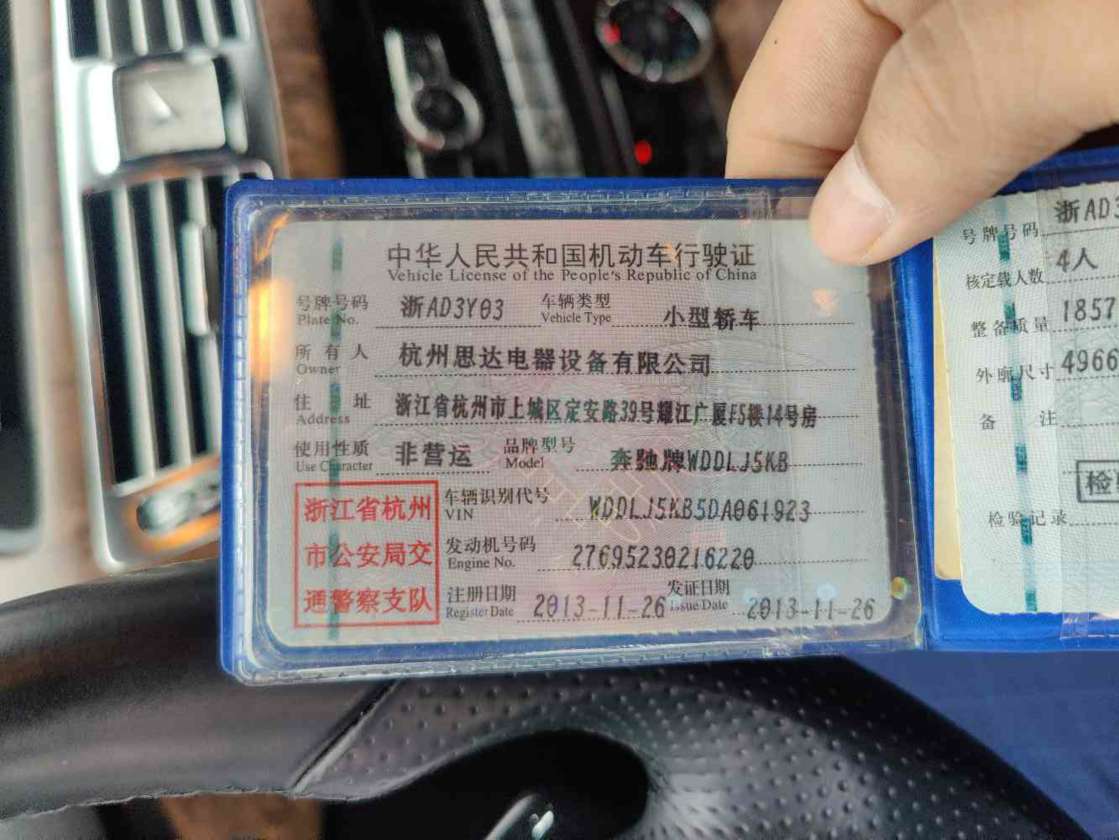 中华人民共和国机动车行驶证
Vehicle License of the People's Republic of China
号牌号码 浙AD3Y03 车辆类型 小型轿车
Plate No. Vehicle Type
所有人 杭州思达电器设备有限公司
Owner
住址 浙江省杭州市上城区定安路39号耀江广厦F5楼14号房
Address
使用性质 非营运 品牌型号 奔驰牌WDDLJ5KB
Use Character Model
浙江省杭州
市公安局交
通警察支队
车辆识别代号 WDDLJ5KB5DA061923
VIN
发动机号码 27695230216220
Engine No.
注册日期 2013-11-26 发证日期 2013-11-26
Register Date Issue Date
号牌号码 浙AD3
核定载人数 4人
整备质量 1857
外廓尺寸 4966
备注
检验记录
检